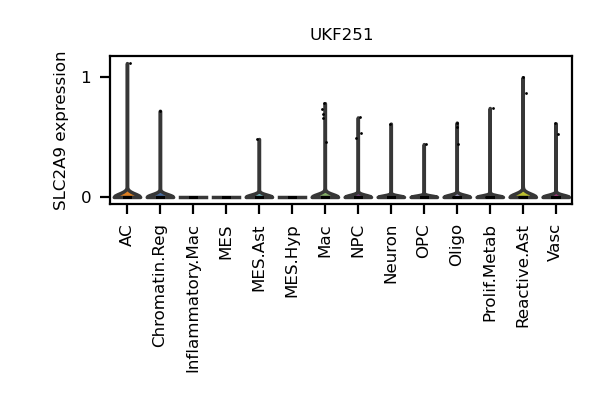 UKF251
SLC2A9 expression
1
0
AC
Chromatin.Reg
Inflammatory.Mac
MES
MES.Ast
MES.Hyp
Mac
NPC
Neuron
OPC
Oligo
Prolif.Metab
Reactive.Ast
Vasc